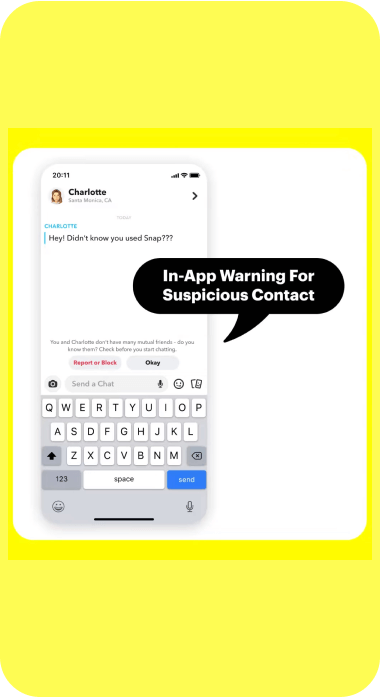 20:11
Charlotte
Santa Monica, CA
TODAY
CHARLOTTE
Hey! Didn't know you used Snap???
In-App Warning For
Suspicious Contact
You and Charlotte don't have many mutual friends - do you
know them? Check before you start chatting.
Report or Block
Okay
Send a Chat
Q W E R T Y U I O P
A S D F G H J K L
Z X C V B N M
123 space send